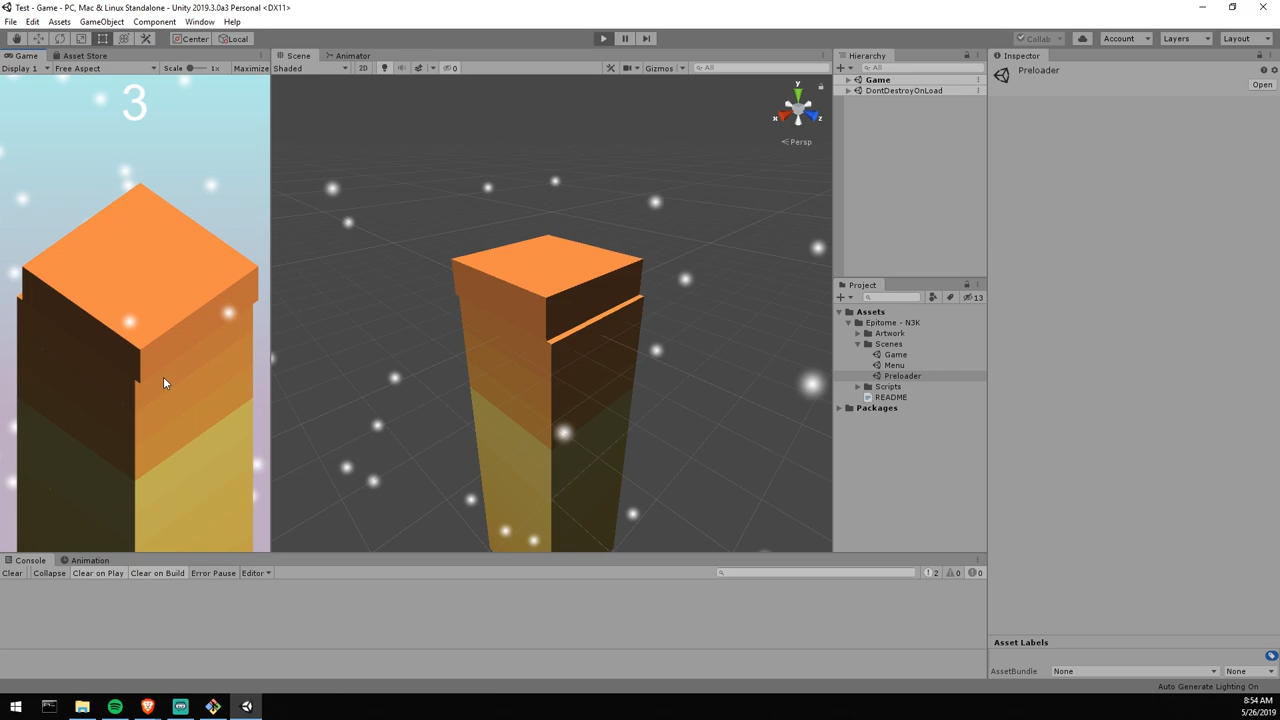 Test - Game - PC, Mac & Linux Standalone - Unity 2019.3.0a3 Personal <DX11>
File Edit Assets GameObject Component Window Help
Center Local Collab Account Layers Layout
Game Asset Store Scene Animator Hierarchy Inspector
Display 1 Free Aspect Scale 1x Maximize Shaded 2D 0 Gizmos All All
Preloader
Open
Game
DontDestroyOnLoad
3
y
x z
Persp
Project
13
Assets
Epitome - N3K
Artwork
Scenes
Game
Menu
Preloader
Scripts
README
Packages
Console Animation
Clear Collapse Clear on Play Clear on Build Error Pause Editor 2 0 0
Asset Labels
AssetBundle None None
Auto Generate Lighting On
8:54 AM
5/26/2019